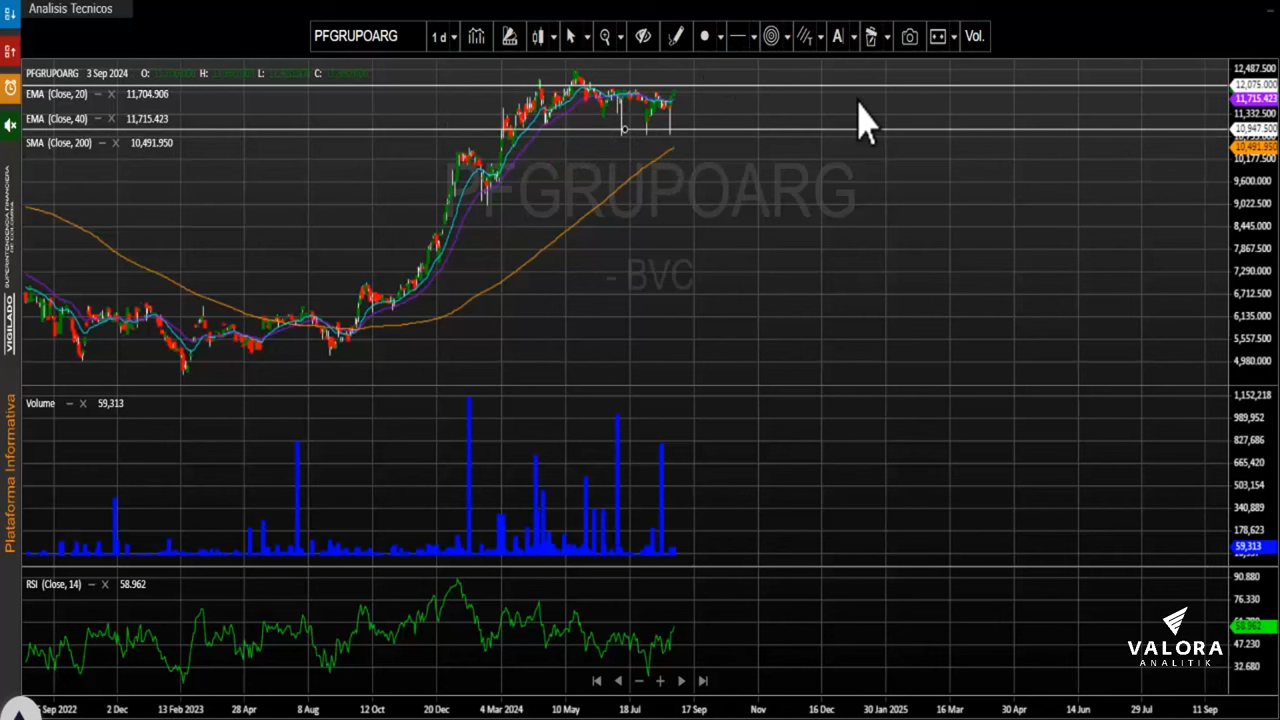 Analisis Tecnicos
PFGRUPOARG
1 d
A
Vol.
PFGRUPOARG 3 Sep 2024 O: H: L: C:
EMA (Close, 20) — X 11,704.906
EMA (Close, 40) — X 11,715.423
SMA (Close, 200) — X 10,491.950
PFGRUPOARG
- BVC
12,487.500
12,075.000
11,715.423
11,332.500
10,947.500
10,491.950
10,177.500
9,600.000
9,022.500
8,445.000
7,867.500
7,290.000
6,712.500
6,135.000
5,557.500
4,980.000
SUPERINTENDENCIA FINANCIERA
VIGILADO
Plataforma Informativa
Volume — X 59,313
1,152,218
989,952
827,686
665,420
503,154
340,889
178,623
59,313
RSI (Close, 14) — X 58.962
90.880
76.330
58.962
47.230
32.680
VALORA
ANALITIK
Sep 2022 2 Dec 13 Feb 2023 28 Apr 8 Aug 12 Oct 20 Dec 4 Mar 2024 10 May 18 Jul 17 Sep Nov 16 Dec 30 Jan 2025 16 Mar 30 Apr 14 Jun 29 Jul 11 Sep